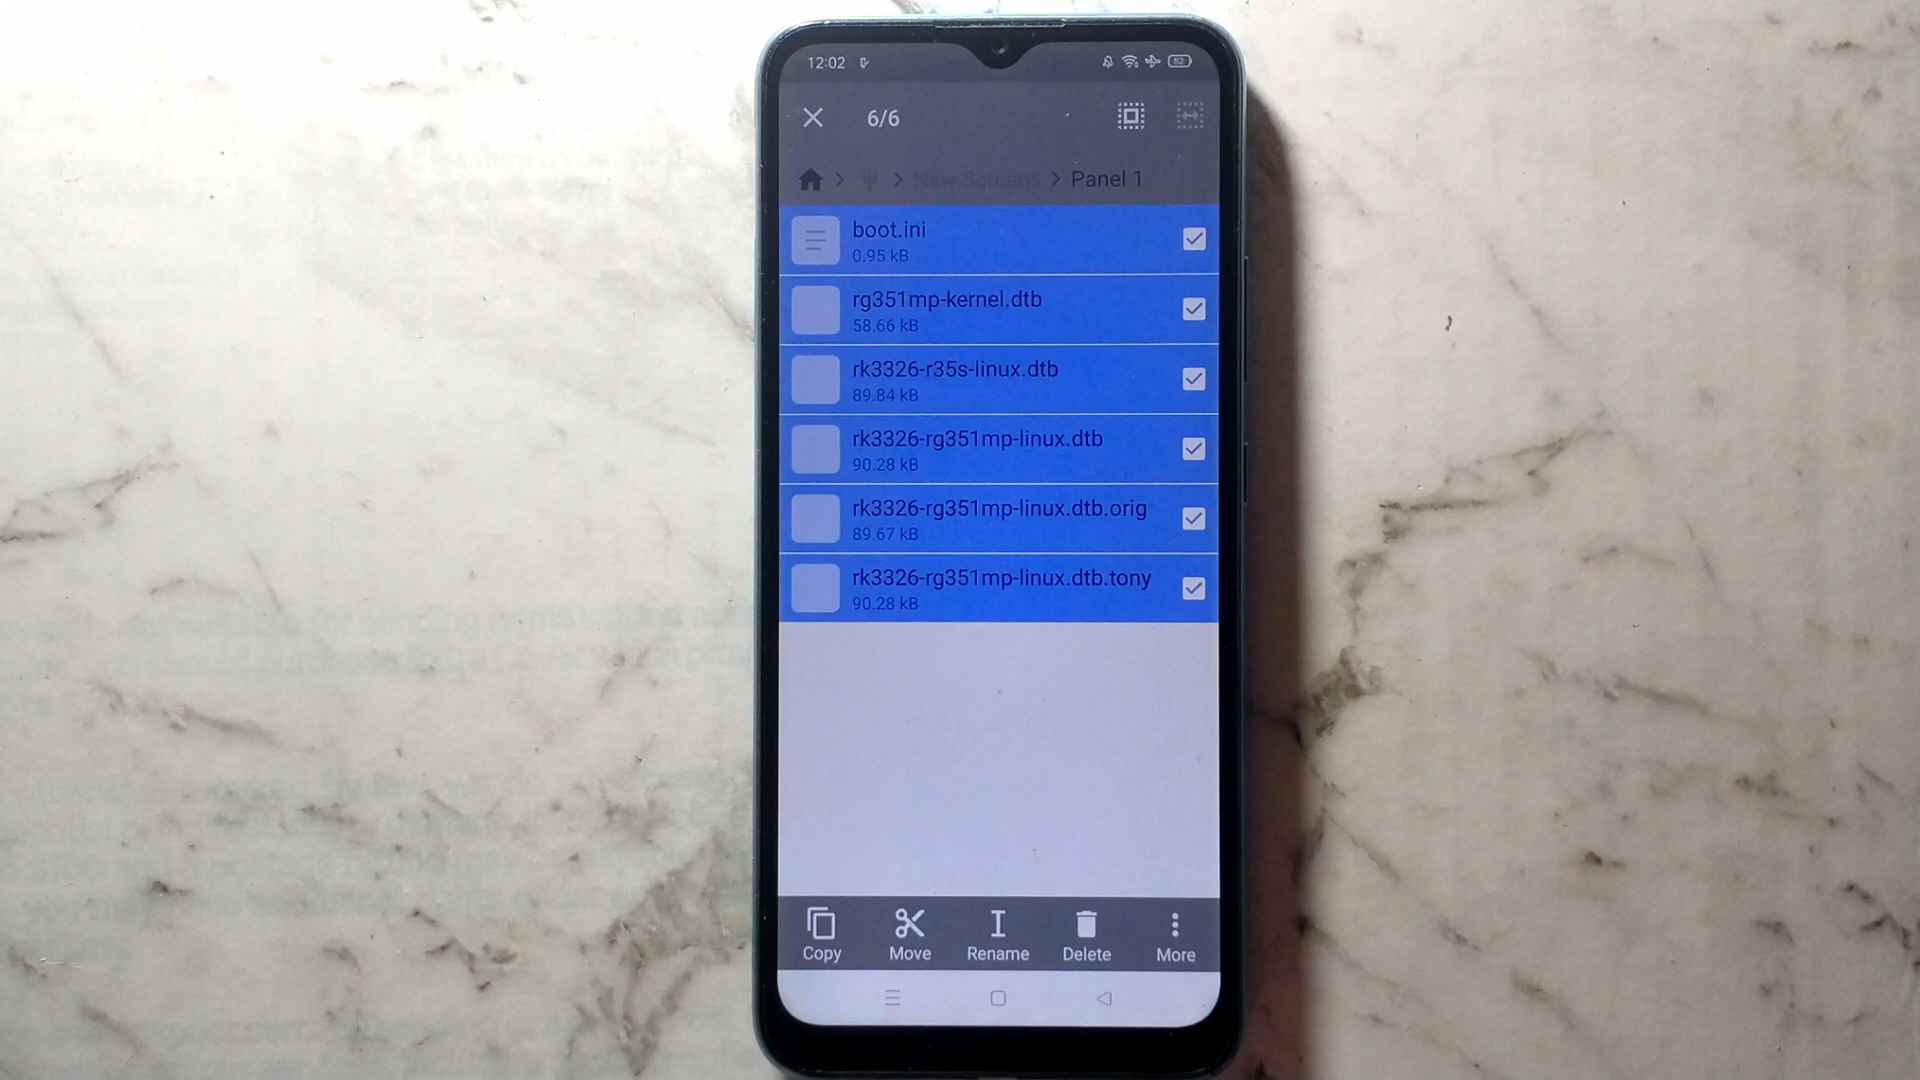 12:02
82
6/6
New Screens > Panel 1
boot.ini
0.95 kB
rg351mp-kernel.dtb
58.66 kB
rk3326-r35s-linux.dtb
89.84 kB
rk3326-rg351mp-linux.dtb
90.28 kB
rk3326-rg351mp-linux.dtb.orig
89.67 kB
rk3326-rg351mp-linux.dtb.tony
90.28 kB
Copy Move Rename Delete More